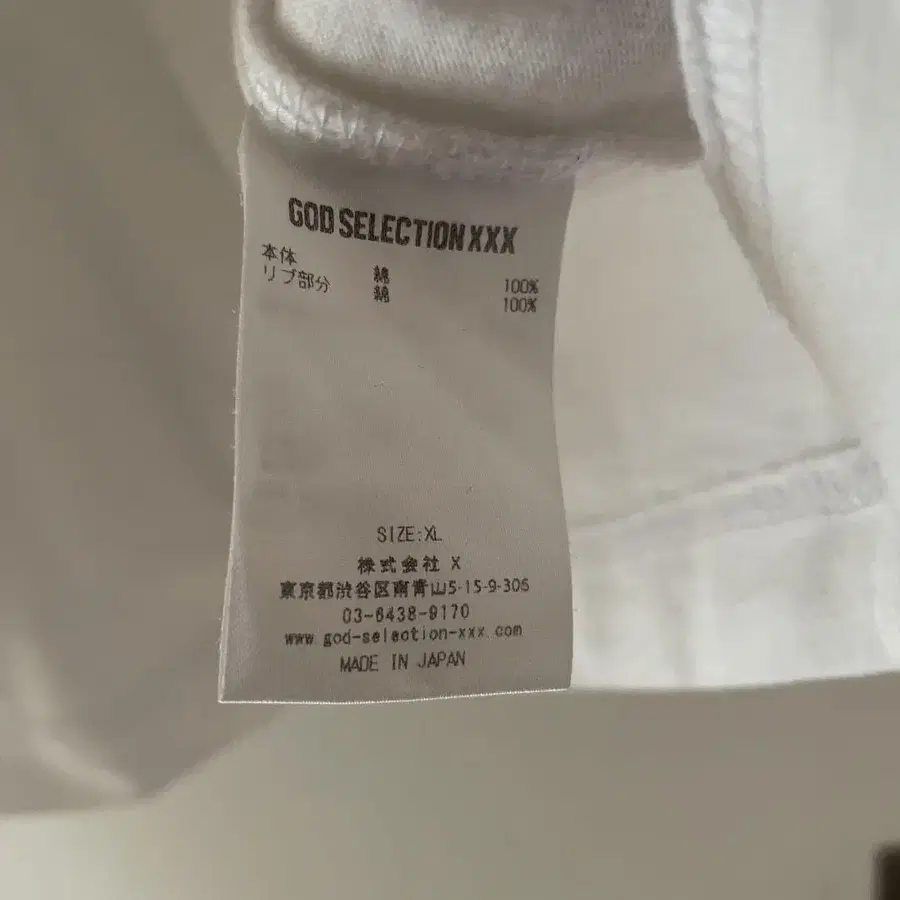 GOD SELECTION XXX
本体 綿 100%
リブ部分 綿 100%
SIZE:XL
株式会社 X
東京都渋谷区南青山5-15-9-306
03-6438-9170
www.god-selection-xxx.com
MADE IN JAPAN